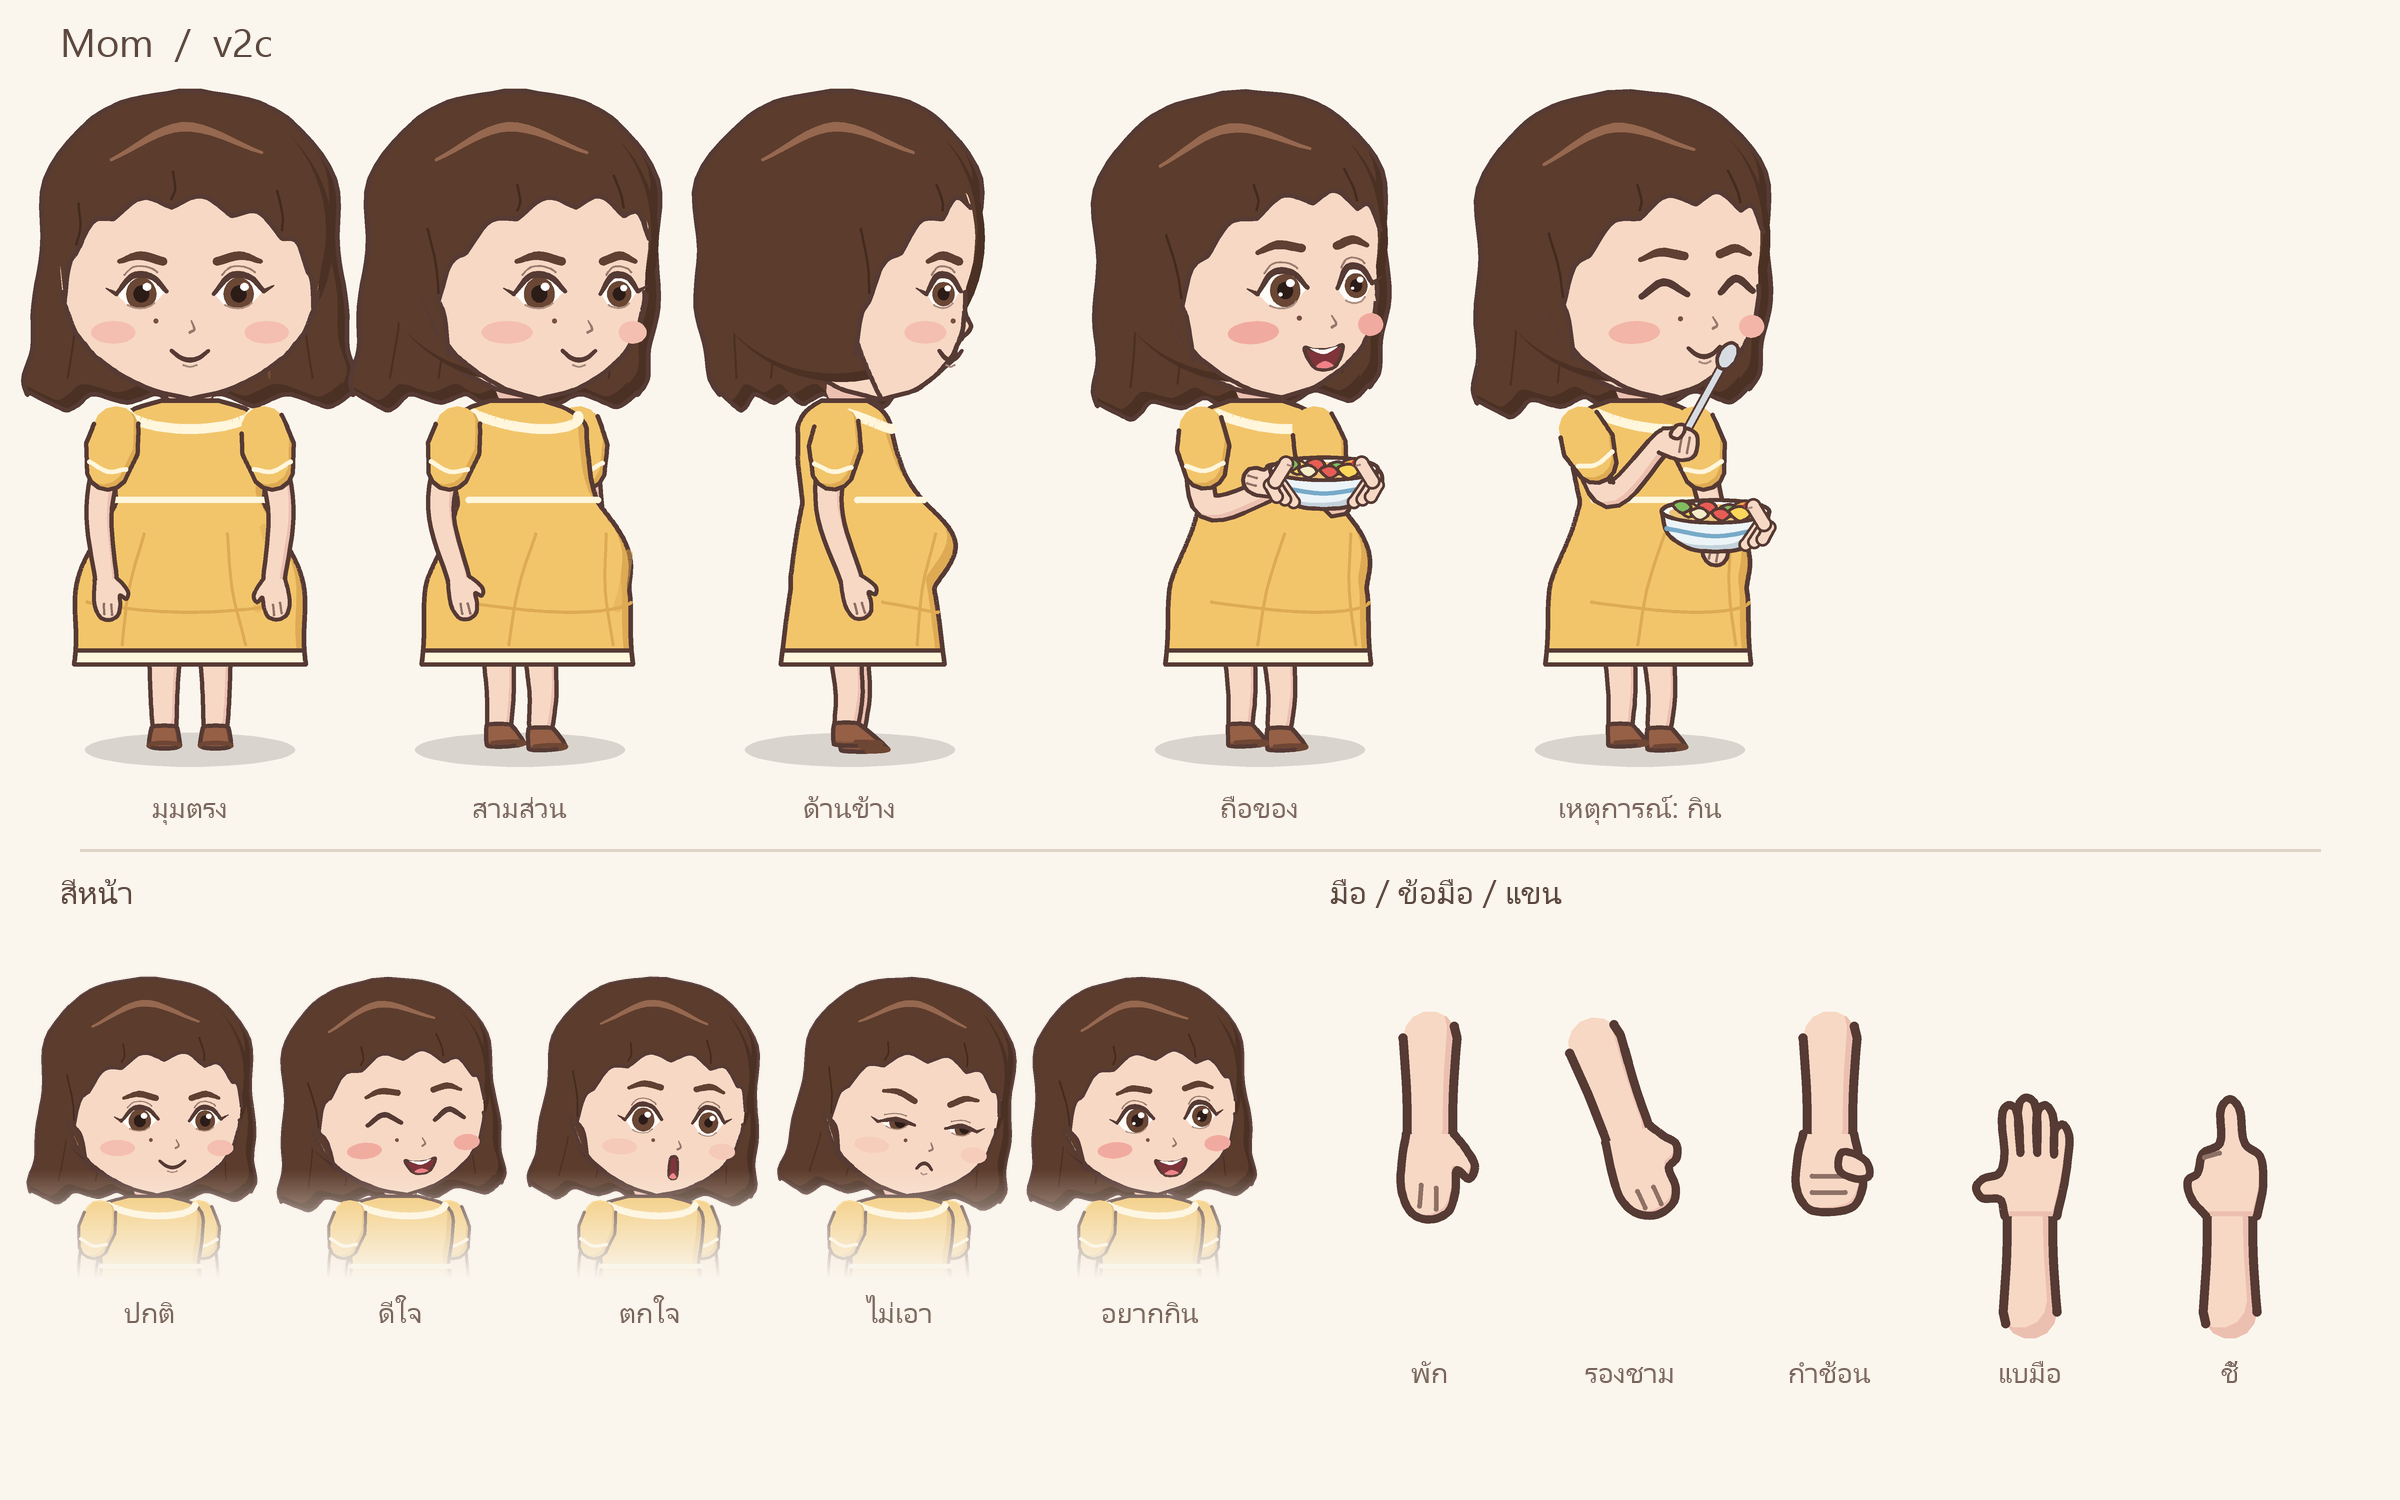 Mom / v2c
มุมตรง
สามส่วน
ด้านข้าง
ถือของ
เหตุการณ์: กิน
สีหน้า
มือ / ข้อมือ / แขน
ปกติ
ดีใจ
ตกใจ
ไม่เอา
อยากกิน
พัก
รองชาม
กำช้อน
แบมือ
ชี้